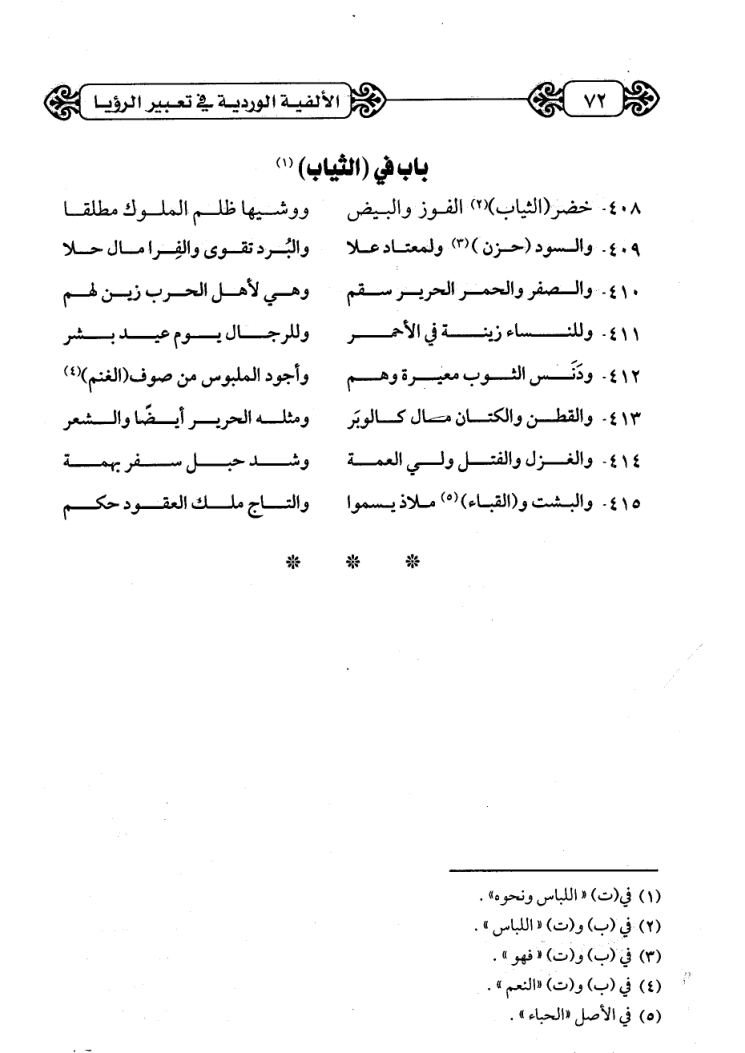 ٧٢ الألفية الوردية في تعبير الرؤيا
باب في (الثياب) (١)
٤٠٨- خضر (الثياب)(٢) الفوز والبيض ووشيها ظلم الملوك مطلقا
٤٠٩- والسود (حزن)(٣) ولمعتاد علا والبُرد تقوى والفِرا مال حلا
٤١٠- والصفر والحمر الحرير سقم وهي لأهل الحرب زين لهم
٤١١- وللنساء زينة في الأحمر وللرجال يوم عيد بشر
٤١٢- ودَنَس الثوب معيرة وهم وأجود الملبوس من صوف (الغنم)(٤)
٤١٣- والقطن والكتان مال كالوبَر ومثله الحرير أيضًا والشعر
٤١٤- والغزل والفتل ولي العمة وشد حبل سفر بهمة
٤١٥- والبشت و(القباء)(٥) ملاذ يسموا والتاج ملك العقود حكم
❊ ❊ ❊
(١) في (ت) «اللباس ونحوه» .
(٢) في (ب) و(ت) «اللباس» .
(٣) في (ب) و(ت) «فهو» .
(٤) في (ب) و(ت) «النعم» .
(٥) في الأصل «الحباء» .